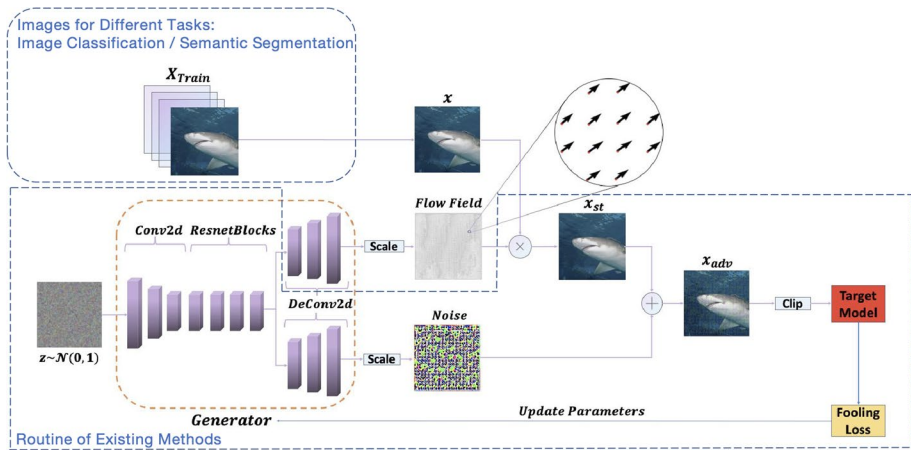 Images for Different Tasks:
Image Classification / Semantic Segmentation
X_Train
x
Flow Field
x_st
Conv2d
ResnetBlocks
Scale
×
x_adv
DeConv2d
z~𝒩(0,1)
Noise
+
Clip
Target
Model
Scale
Generator
Update Parameters
Fooling
Loss
Routine of Existing Methods